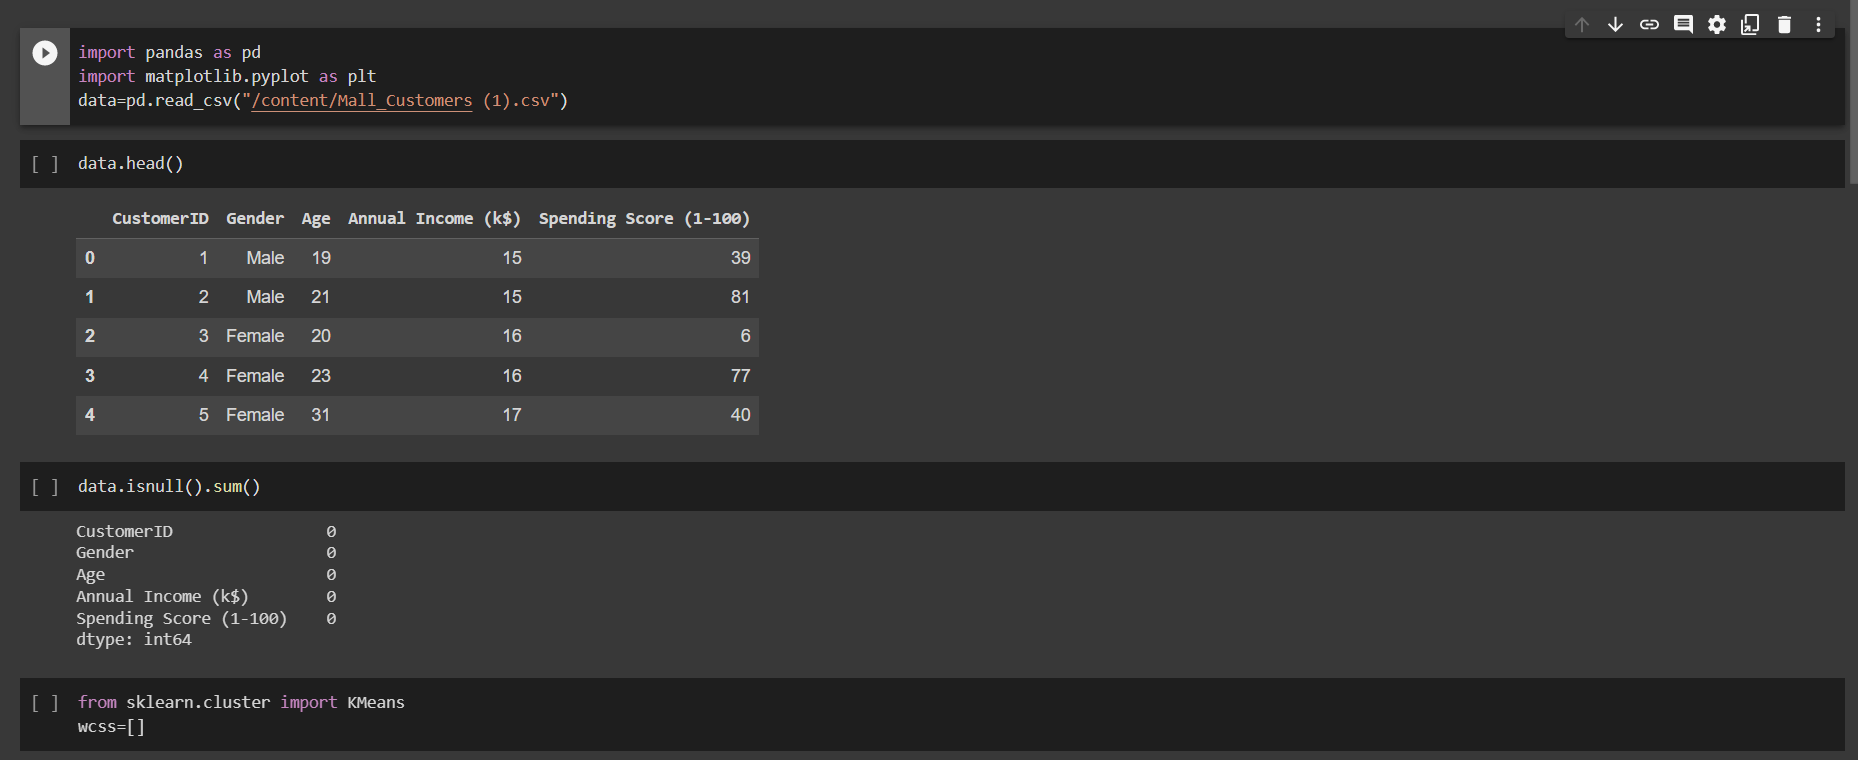 import pandas as pd
import matplotlib.pyplot as plt
data=pd.read_csv("/content/Mall_Customers (1).csv")
[ ] data.head()
CustomerID Gender Age Annual Income (k$) Spending Score (1-100)
0 1 Male 19 15 39
1 2 Male 21 15 81
2 3 Female 20 16 6
3 4 Female 23 16 77
4 5 Female 31 17 40
[ ] data.isnull().sum()
CustomerID 0
Gender 0
Age 0
Annual Income (k$) 0
Spending Score (1-100) 0
dtype: int64
[ ] from sklearn.cluster import KMeans
wcss=[]